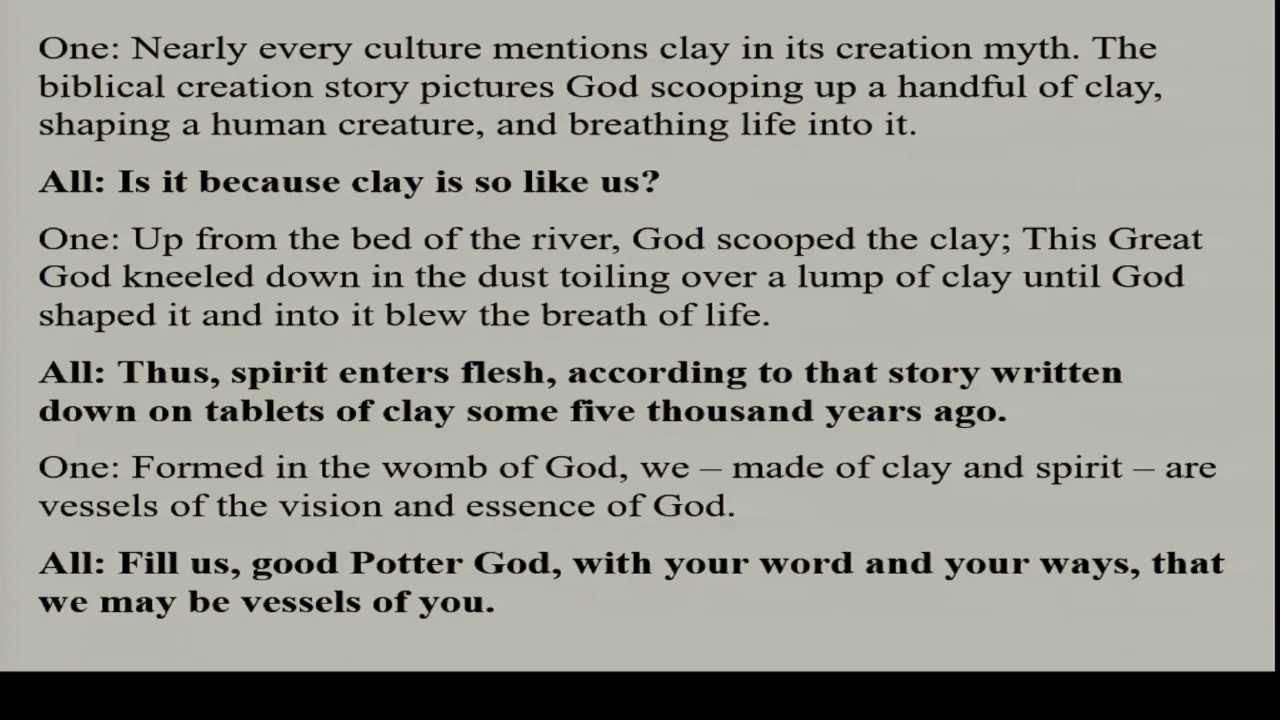 One: Nearly every culture mentions clay in its creation myth. The
biblical creation story pictures God scooping up a handful of clay,
shaping a human creature, and breathing life into it.
All: Is it because clay is so like us?
One: Up from the bed of the river, God scooped the clay; This Great
God kneeled down in the dust toiling over a lump of clay until God
shaped it and into it blew the breath of life.
All: Thus, spirit enters flesh, according to that story written
down on tablets of clay some five thousand years ago.
One: Formed in the womb of God, we – made of clay and spirit – are
vessels of the vision and essence of God.
All: Fill us, good Potter God, with your word and your ways, that
we may be vessels of you.